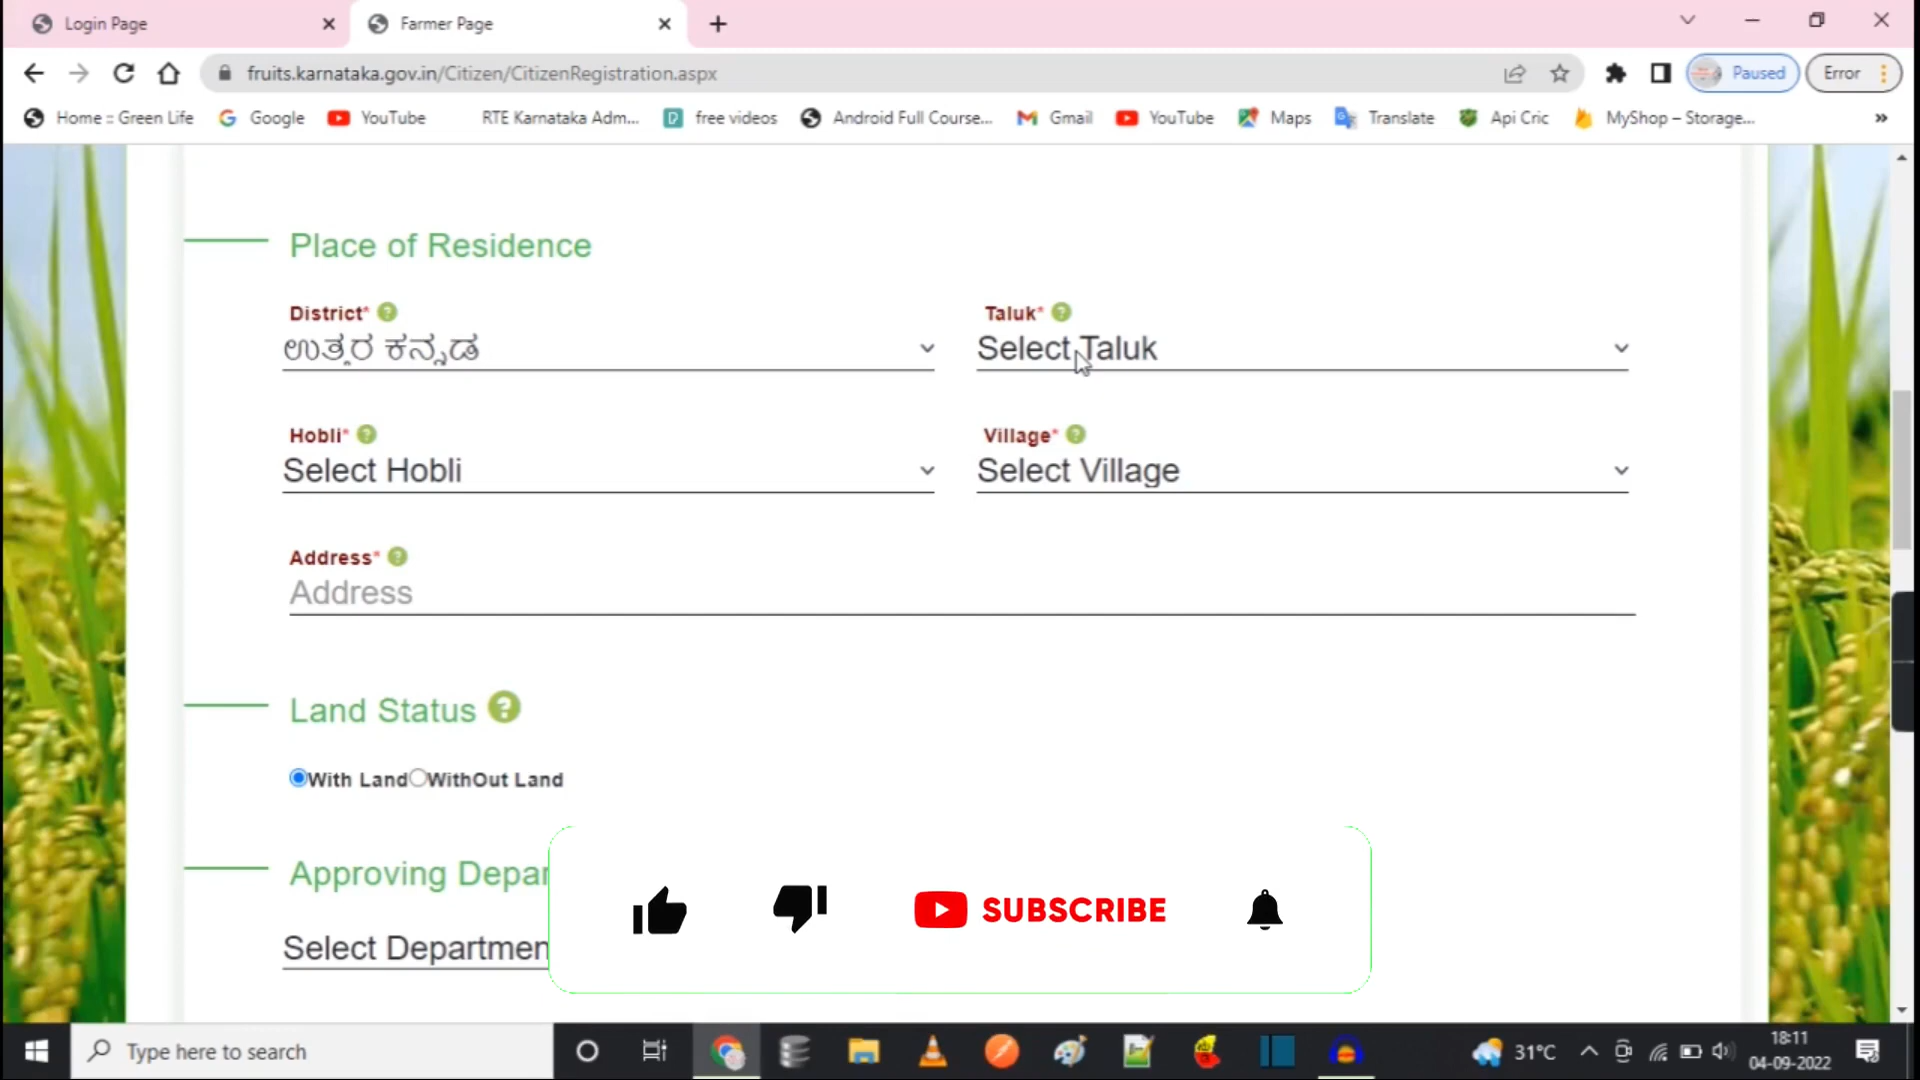 Login Page
Farmer Page
fruits.karnataka.gov.in/Citizen/CitizenRegistration.aspx
Paused
Error
Home :: Green Life
Google
YouTube
RTE Karnataka Adm...
free videos
Android Full Course...
Gmail
YouTube
Maps
Translate
Api Cric
MyShop – Storage...
Place of Residence
District* ?
Taluk* ?
ಉತ್ತರ ಕನ್ನಡ
Select Taluk
Hobli* ?
Village* ?
Select Hobli
Select Village
Address* ?
Address
Land Status ?
With Land WithOut Land
Approving Depar
SUBSCRIBE
Select Departmen
Type here to search
31°C
18:11
04-09-2022